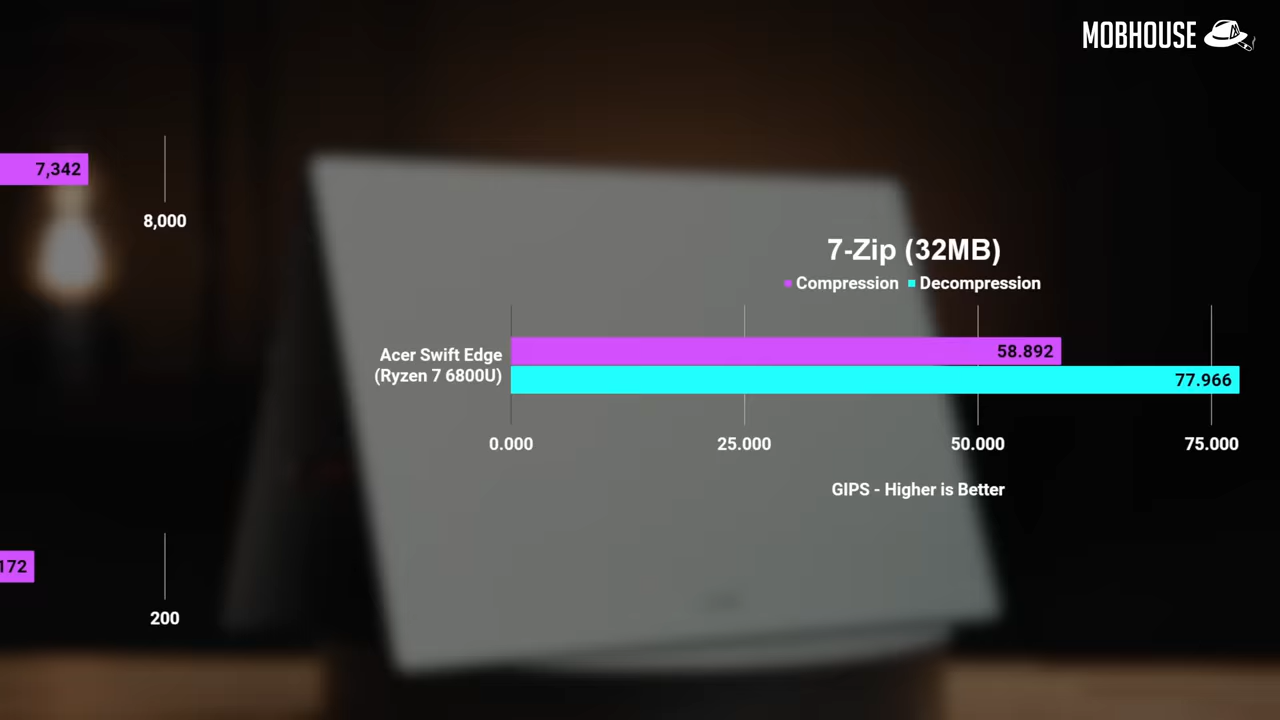 MOBHOUSE
7,342
8,000
7-Zip (32MB)
Compression Decompression
Acer Swift Edge
(Ryzen 7 6800U)
58.892
77.966
0.000 25.000 50.000 75.000
GIPS - Higher is Better
172
200